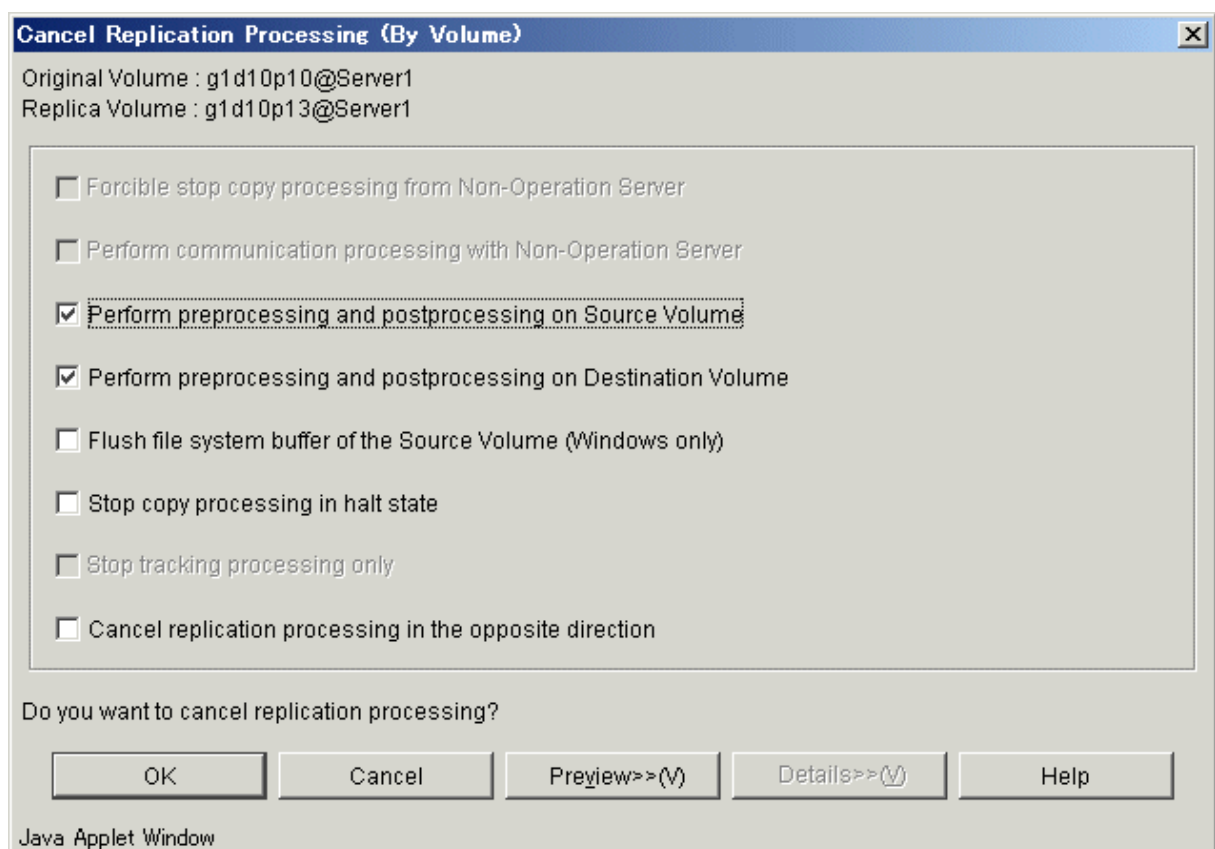 Cancel Replication Processing (By Volume)
Original Volume : g1d10p10@Server1
Replica Volume : g1d10p13@Server1
Forcible stop copy processing from Non-Operation Server
Perform communication processing with Non-Operation Server
Perform preprocessing and postprocessing on Source Volume
Perform preprocessing and postprocessing on Destination Volume
Flush file system buffer of the Source Volume (Windows only)
Stop copy processing in halt state
Stop tracking processing only
Cancel replication processing in the opposite direction
Do you want to cancel replication processing?
OK Cancel Preview>>(V) Details>>(V) Help
Java Applet Window